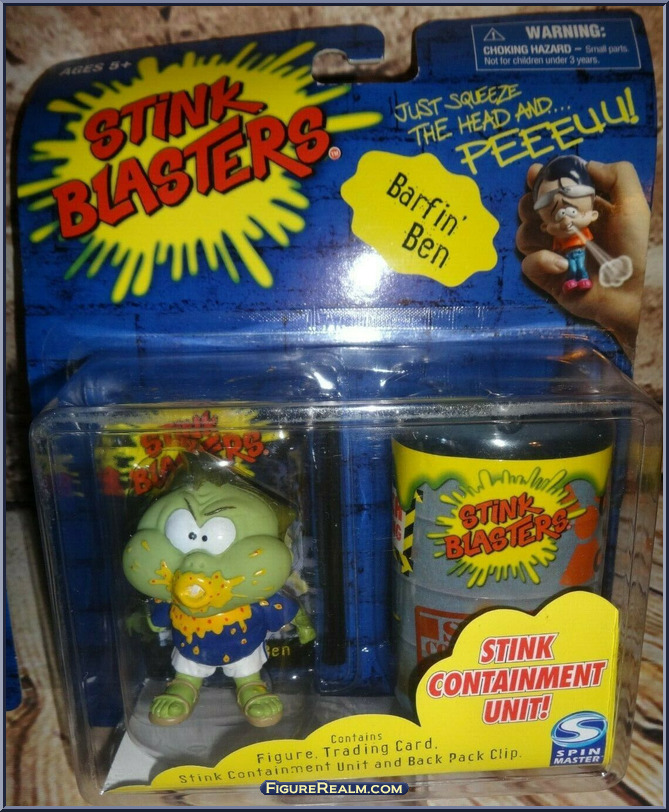 AGES 5+
STINK
BLASTERS
WARNING:
CHOKING HAZARD – Small parts.
Not for children under 3 years.
JUST SQUEEZE
THE HEAD AND...
PEEEUU!
Barfin'
Ben
STINK
BLASTERS
Ben
STINK
BLASTERS
STINK
CONTAINMENT
UNIT!
SPIN
MASTER
Contains
Figure, Trading Card,
Stink Containment Unit and Back Pack Clip.
FIGUREREALM.COM